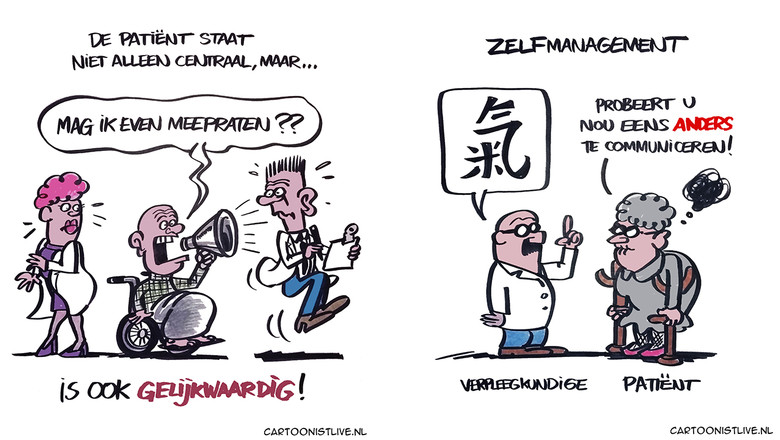 DE PATIËNT STAAT
NIET ALLEEN CENTRAAL, MAAR...
MAG IK EVEN MEEPRATEN ??
IS OOK GELIJKWAARDIG!
CARTOONISTLIVE.NL
ZELFMANAGEMENT
氣
PROBEERT U
NOU EENS ANDERS
TE COMMUNICEREN!
VERPLEEGKUNDIGE
PATIËNT
CARTOONISTLIVE.NL